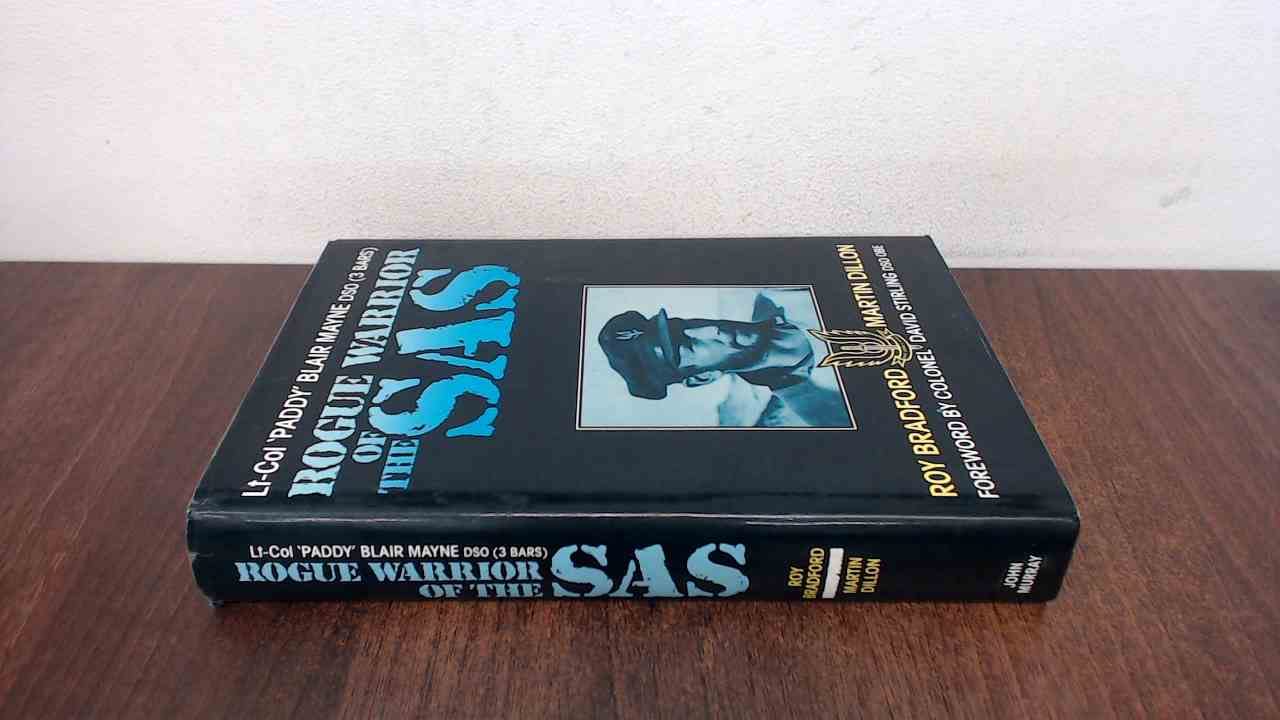 Lt-Col 'PADDY' BLAIR MAYNE DSO (3 BARS)
ROGUE WARRIOR
OF
THE
SAS
ROY BRADFORD MARTIN DILLON
FOREWORD BY COLONEL DAVID STIRLING DSO OBE
Lt-Col 'PADDY' BLAIR MAYNE DSO (3 BARS)
ROGUE WARRIOR
OF THE
SAS
ROY
BRADFORD
MARTIN
DILLON
JOHN
MURRAY